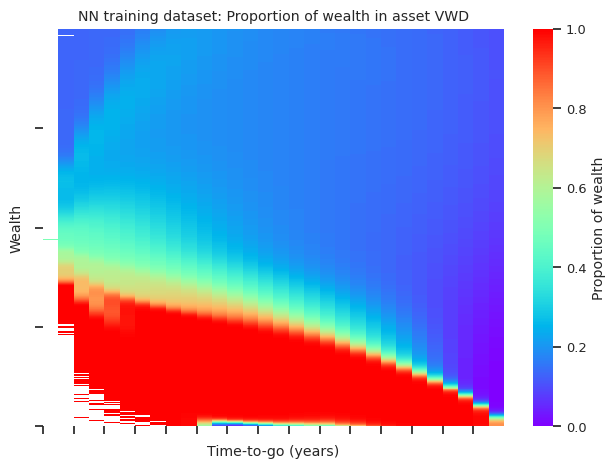 NN training dataset: Proportion of wealth in asset VWD
Wealth
Time-to-go (years)
1.0
0.8
0.6
0.4
0.2
0.0
Proportion of wealth